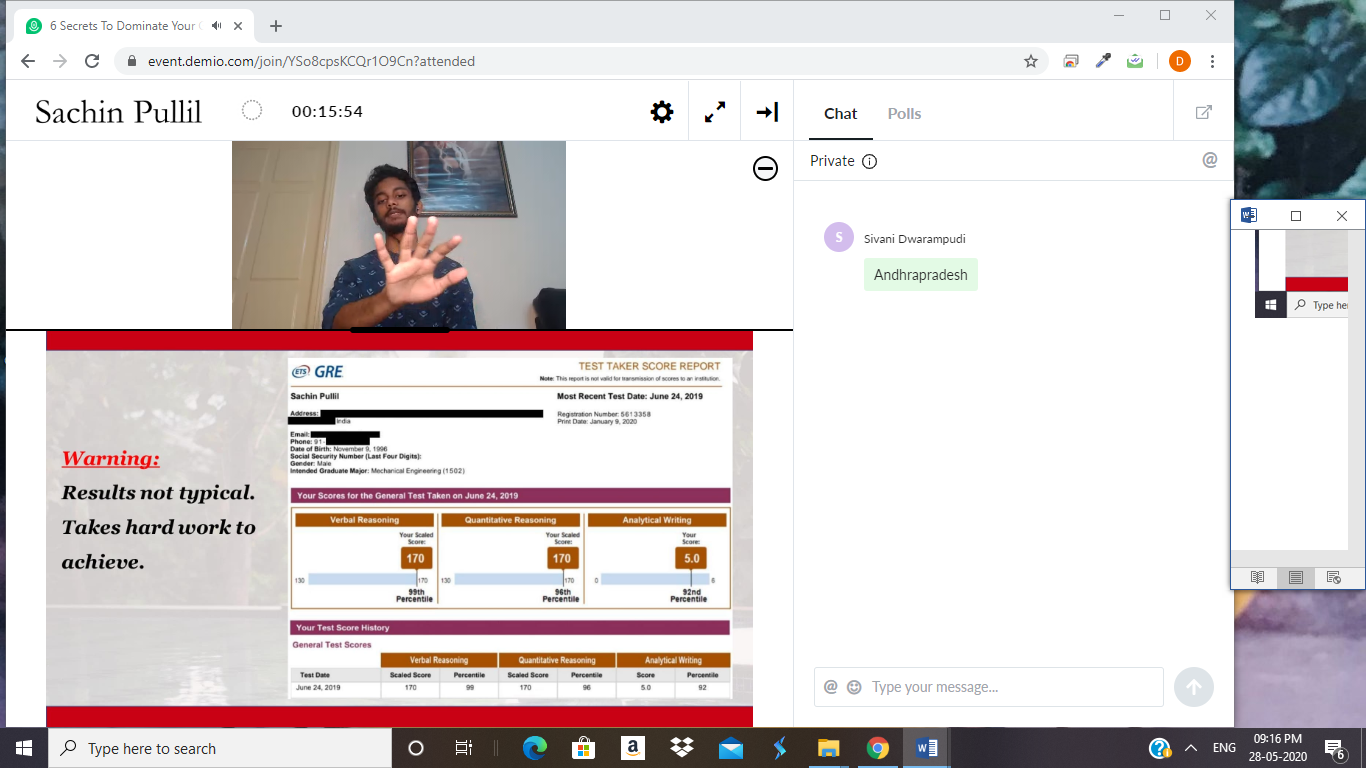 6 Secrets To Dominate Your
event.demio.com/join/YSo8cpsKCQr1O9Cn?attended
D
Sachin Pullil
00:15:54
Chat
Polls
Private
@
S
Sivani Dwarampudi
Andhrapradesh
@
Type your message...
Warning:
Results not typical.
Takes hard work to
achieve.
ETS GRE
TEST TAKER SCORE REPORT
Note: This report is not valid for transmission of scores to an institution.
Sachin Pullil
Most Recent Test Date: June 24, 2019
Address:
India
Registration Number: 5613358
Print Date: January 9, 2020
Email:
Phone: 91-
Date of Birth: November 9, 1996
Social Security Number (Last Four Digits):
Gender: Male
Intended Graduate Major: Mechanical Engineering (1502)
Your Scores for the General Test Taken on June 24, 2019
Verbal Reasoning
Your Scaled
Score:
170
130
170
99th
Percentile
Quantitative Reasoning
Your Scaled
Score:
170
130
170
96th
Percentile
Analytical Writing
Your
Score:
5.0
0
6
92nd
Percentile
Your Test Score History
General Test Scores
Verbal Reasoning Quantitative Reasoning Analytical Writing
Test Date Scaled Score Percentile Scaled Score Percentile Score Percentile
June 24, 2019 170 99 170 96 5.0 92
Type he
Type here to search
ENG
09:16 PM
28-05-2020
6